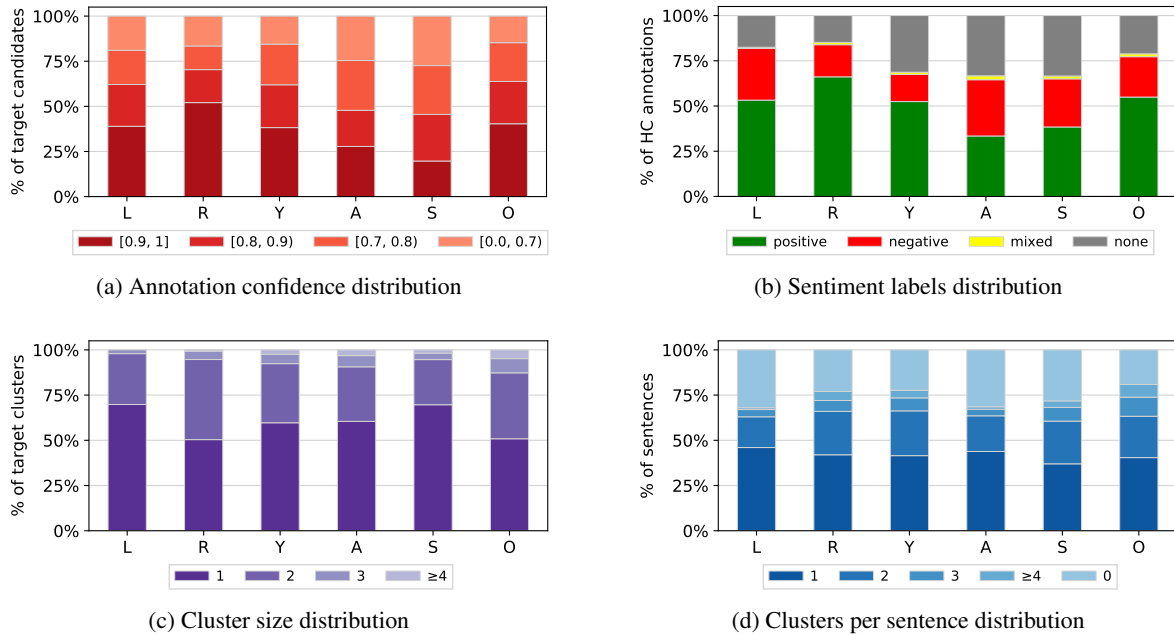 % of target candidates
100%
75%
50%
25%
0%
L R Y A S O
[0.9, 1] [0.8, 0.9) [0.7, 0.8) [0.0, 0.7)
(a) Annotation confidence distribution
% of HC annotations
100%
75%
50%
25%
0%
L R Y A S O
positive negative mixed none
(b) Sentiment labels distribution
% of target clusters
100%
75%
50%
25%
0%
L R Y A S O
1 2 3 ≥4
(c) Cluster size distribution
% of sentences
100%
75%
50%
25%
0%
L R Y A S O
1 2 3 ≥4 0
(d) Clusters per sentence distribution